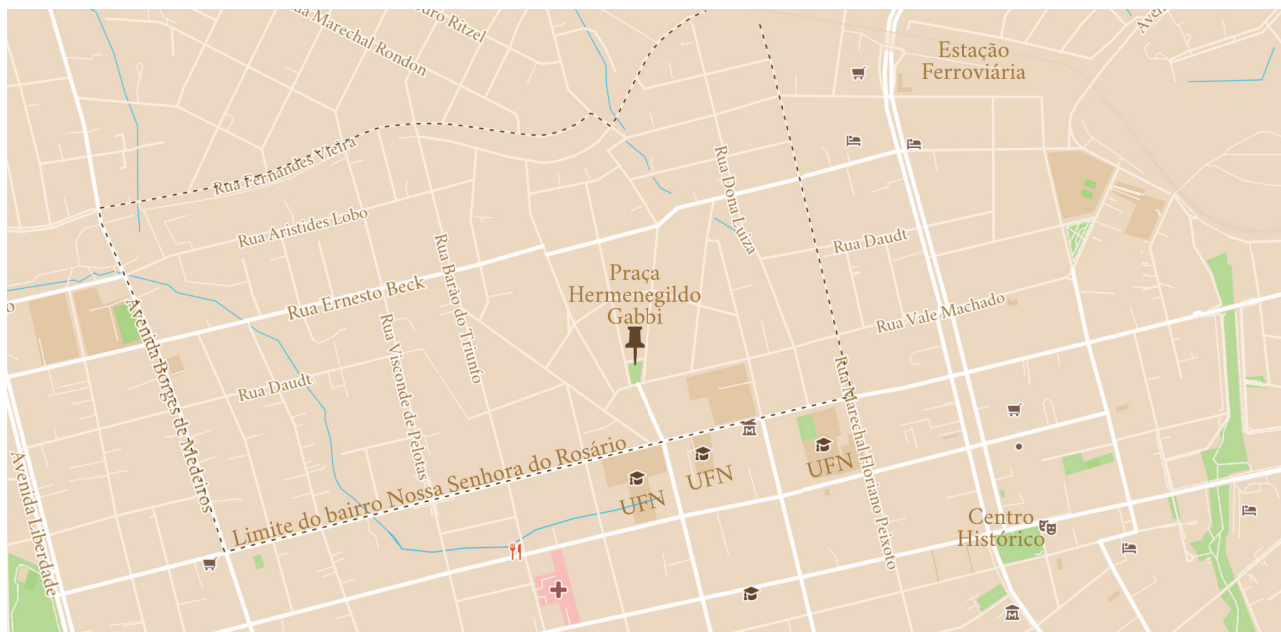 Rua Marechal Rondon
Ritzel
Estação
Ferroviária
Rua Fernandes Vieira
Rua Dona Luiza
Rua Aristides Lobo
Rua Daudt
Rua Barão do Triunfo
Praça
Hermenegildo
Gabbi
Rua Ernesto Beck
Rua Vale Machado
Avenida Borges de Medeiros
Rua Visconde de Pelotas
Rua Daudt
Rua Marechal Floriano Peixoto
Limite do bairro Nossa Senhora do Rosário
Avenida Liberdade
UFN
UFN
UFN
Centro
Histórico